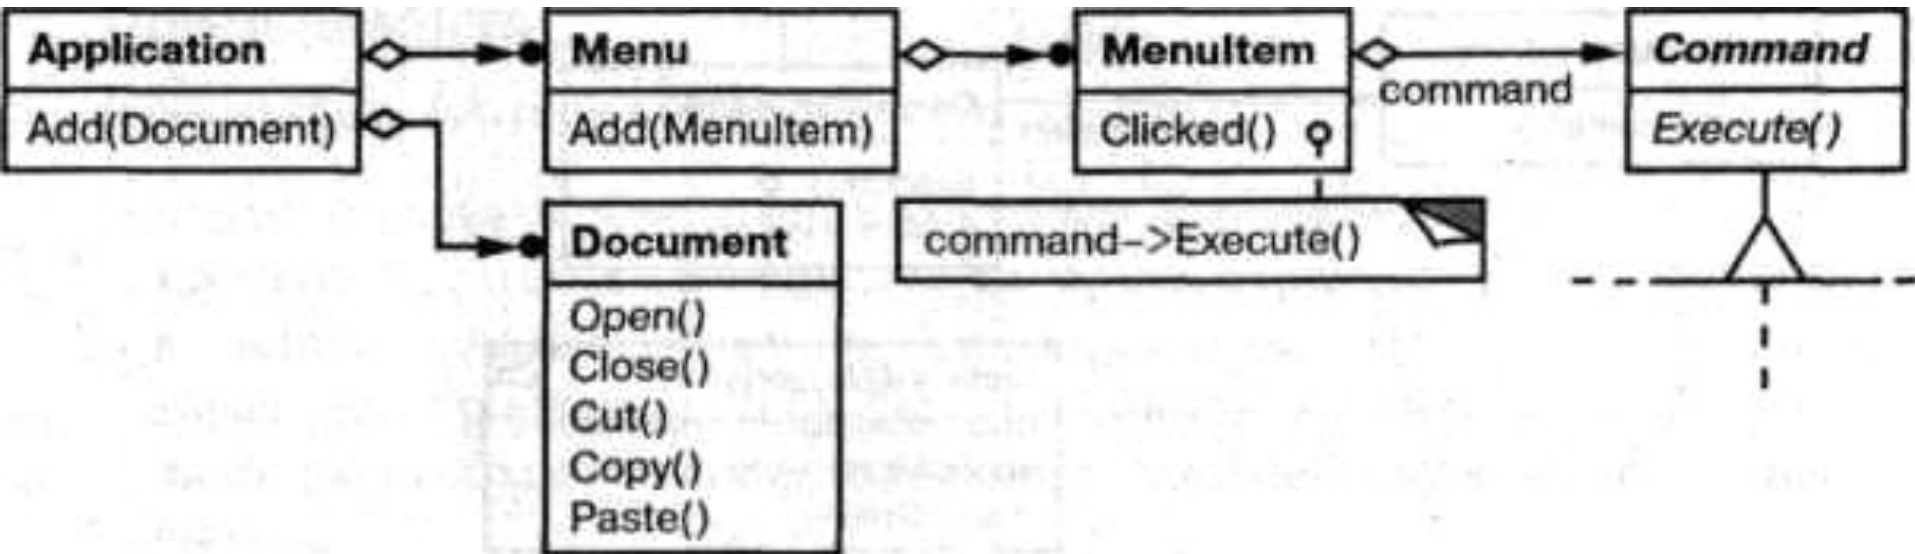 Application
Add(Document)
Menu
Add(MenuItem)
MenuItem
Clicked()
command
Command
Execute()
command–>Execute()
Document
Open()
Close()
Cut()
Copy()
Paste()